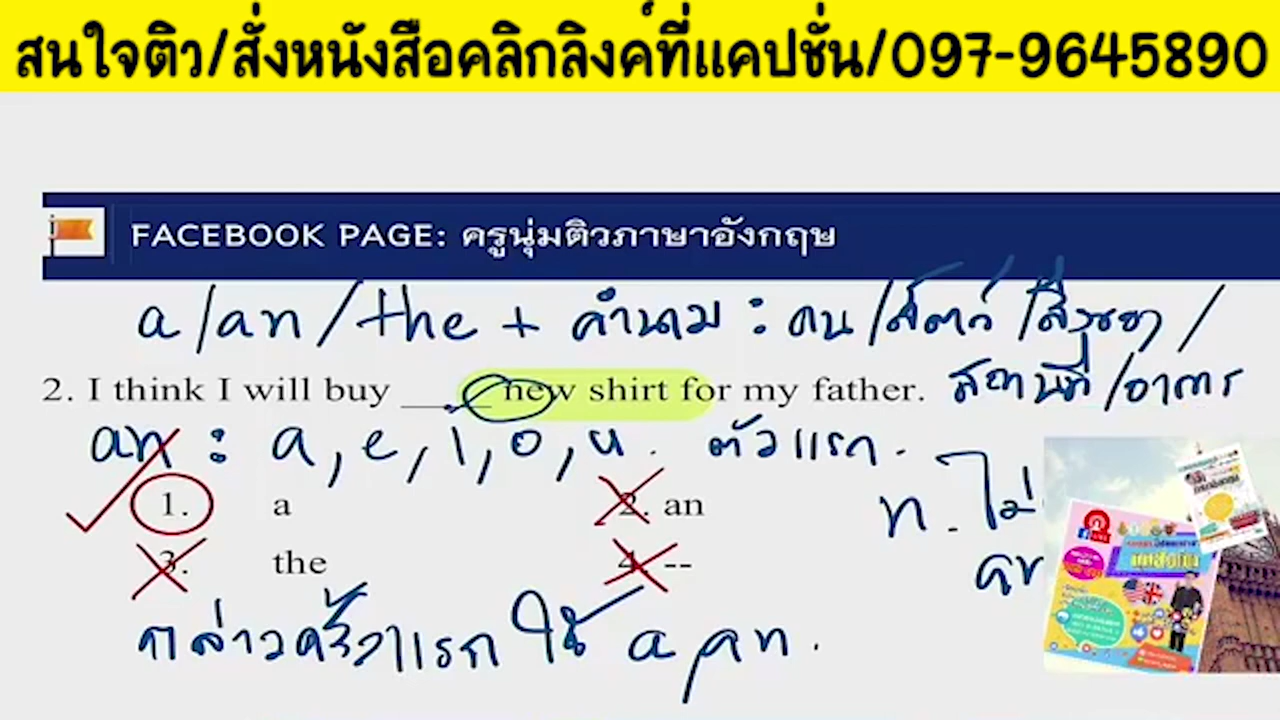 สนใจติว/สั่งหนังสือคลิกลิงค์ที่แคปชั่น/097-9645890
FACEBOOK PAGE: ครูนุ่มติวภาษาอังกฤษ
a/an/the + คำนาม : คน/สัตว์/สิ่งของ/
2. I think I will buy ____ new shirt for my father. สถานที่/อาการ
an : a, e, i, o, u. ตัวแรก.
1. a 2. an
n. ไม่
3. the 4. --
กล่าวครั้งแรก ใช้ a, an.